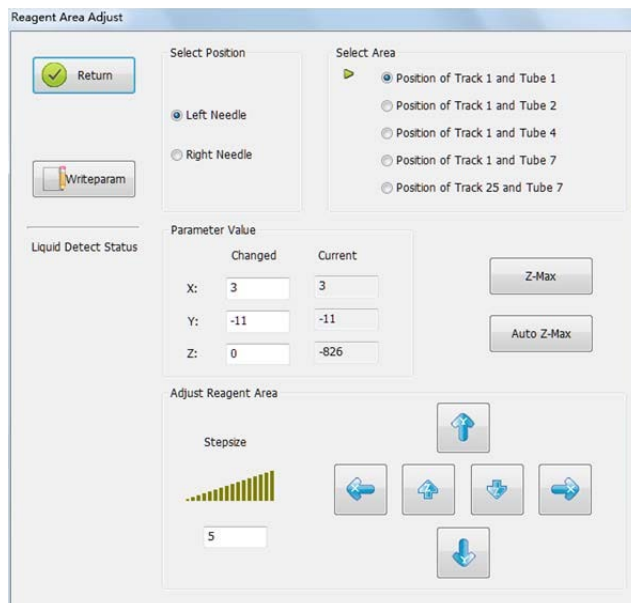 Reagent Area Adjust
Return
Writeparam
Liquid Detect Status
Select Position
Left Needle
Right Needle
Select Area
Position of Track 1 and Tube 1
Position of Track 1 and Tube 2
Position of Track 1 and Tube 4
Position of Track 1 and Tube 7
Position of Track 25 and Tube 7
Parameter Value
Changed Current
X: 3 3
Y: -11 -11
Z: 0 -826
Z-Max
Auto Z-Max
Adjust Reagent Area
Stepsize
5
Y
X Z Z X
Y